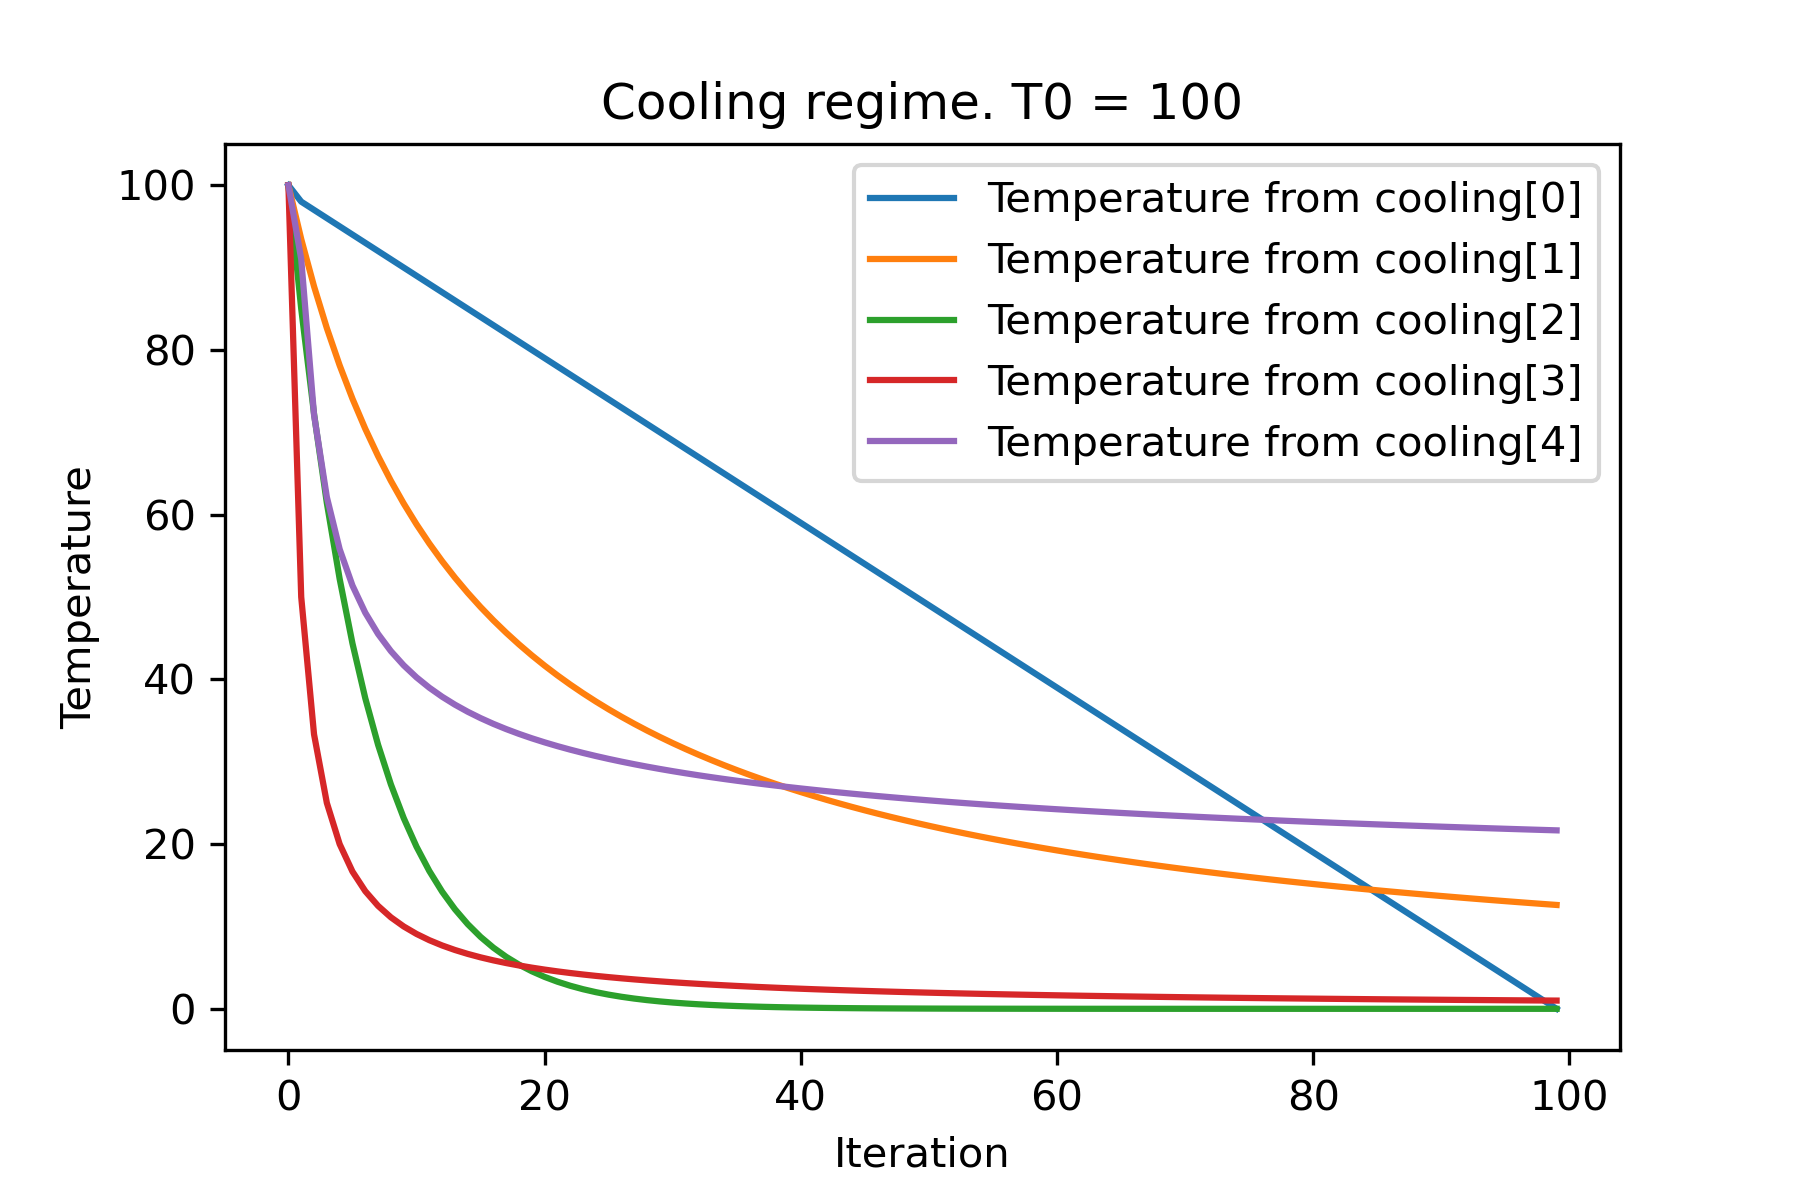 Cooling regime. T0 = 100
Temperature from cooling[0]
Temperature from cooling[1]
Temperature from cooling[2]
Temperature from cooling[3]
Temperature from cooling[4]
Temperature
100
80
60
40
20
0
0 20 40 60 80 100
Iteration